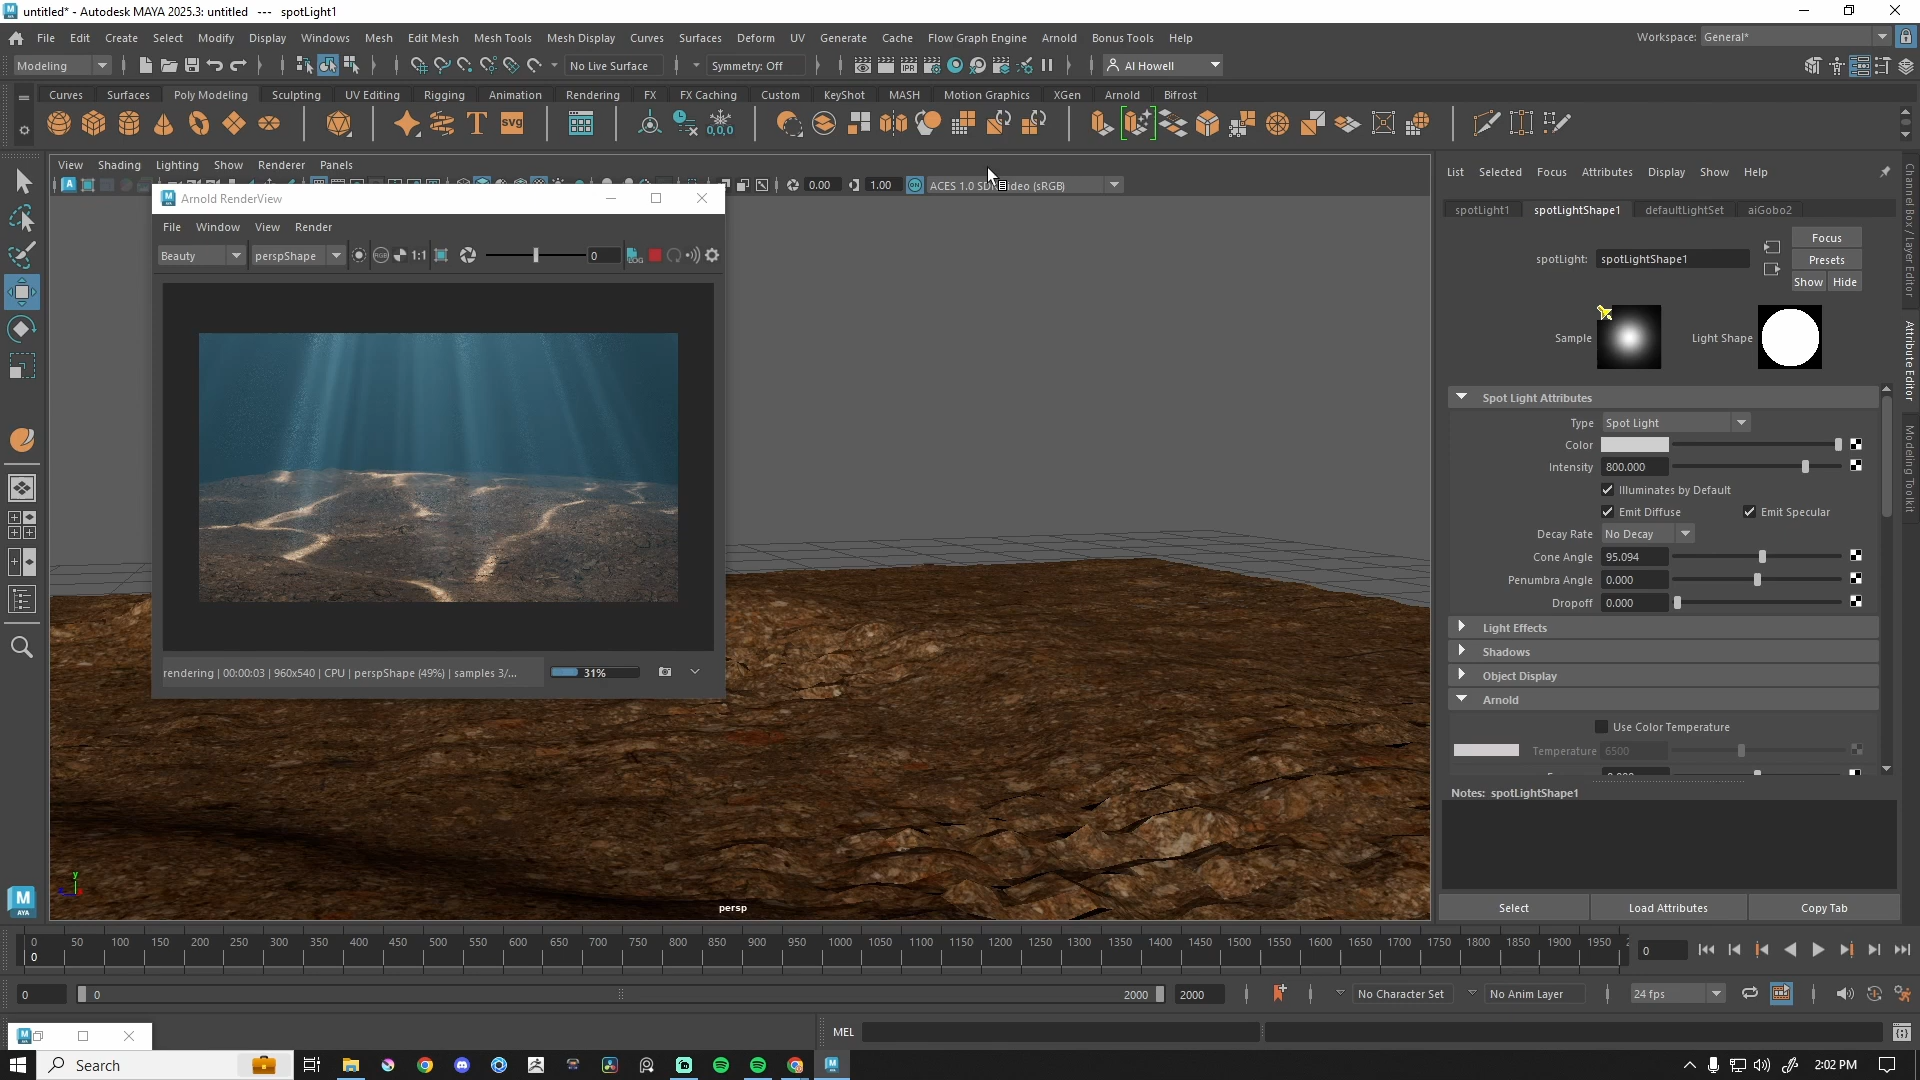 untitled* - Autodesk MAYA 2025.3: untitled --- spotLight1
File Edit Create Select Modify Display Windows Mesh Edit Mesh Mesh Tools Mesh Display Curves Surfaces Deform UV Generate Cache Flow Graph Engine Arnold Bonus Tools Help
Workspace: General*
Modeling
No Live Surface
Symmetry: Off
Al Howell
Curves Surfaces Poly Modeling Sculpting UV Editing Rigging Animation Rendering FX FX Caching Custom KeyShot MASH Motion Graphics XGen Arnold Bifrost
View Shading Lighting Show Renderer Panels
0.00 1.00 ACES 1.0 SDR-video (sRGB)
Arnold RenderView
File Window View Render
Beauty perspShape 1:1 0
rendering | 00:00:03 | 960x540 | CPU | perspShape (49%) | samples 3/...
31%
persp
List Selected Focus Attributes Display Show Help
spotLight1 spotLightShape1 defaultLightSet aiGobo2
spotLight: spotLightShape1
Focus
Presets
Show Hide
Sample
Light Shape
Spot Light Attributes
Type Spot Light
Color
Intensity 800.000
Illuminates by Default
Emit Diffuse Emit Specular
Decay Rate No Decay
Cone Angle 95.094
Penumbra Angle 0.000
Dropoff 0.000
Light Effects
Shadows
Object Display
Arnold
Use Color Temperature
Temperature 6500
Notes: spotLightShape1
Select Load Attributes Copy Tab
Channel Box / Layer Editor
Attribute Editor
Modeling Toolkit
0 50 100 150 200 250 300 350 400 450 500 550 600 650 700 750 800 850 900 950 1000 1050 1100 1150 1200 1250 1300 1350 1400 1450 1500 1550 1600 1650 1700 1750 1800 1850 1900 1950
0
0
0 0 2000 2000
No Character Set
No Anim Layer
24 fps
MEL
Search
2:02 PM